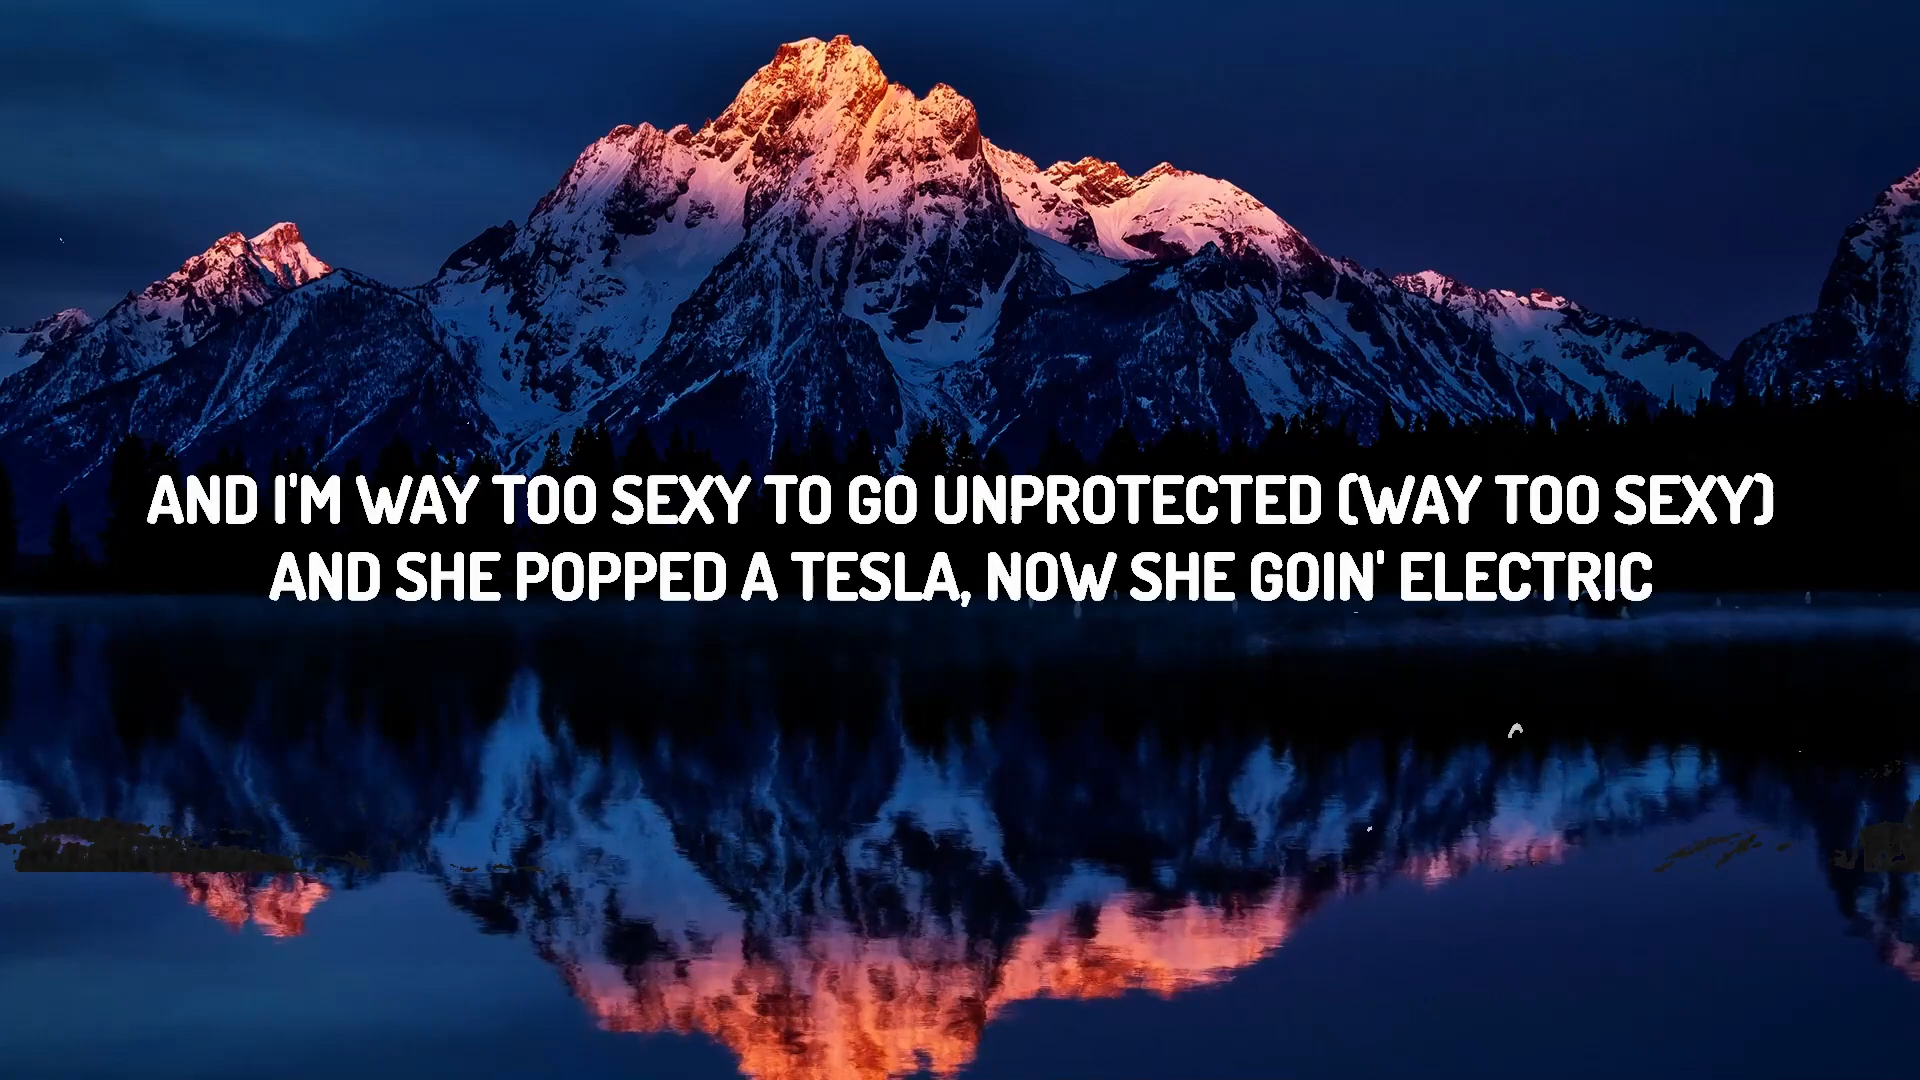 AND I'M WAY TOO SEXY TO GO UNPROTECTED (WAY TOO SEXY)
AND SHE POPPED A TESLA, NOW SHE GOIN' ELECTRIC